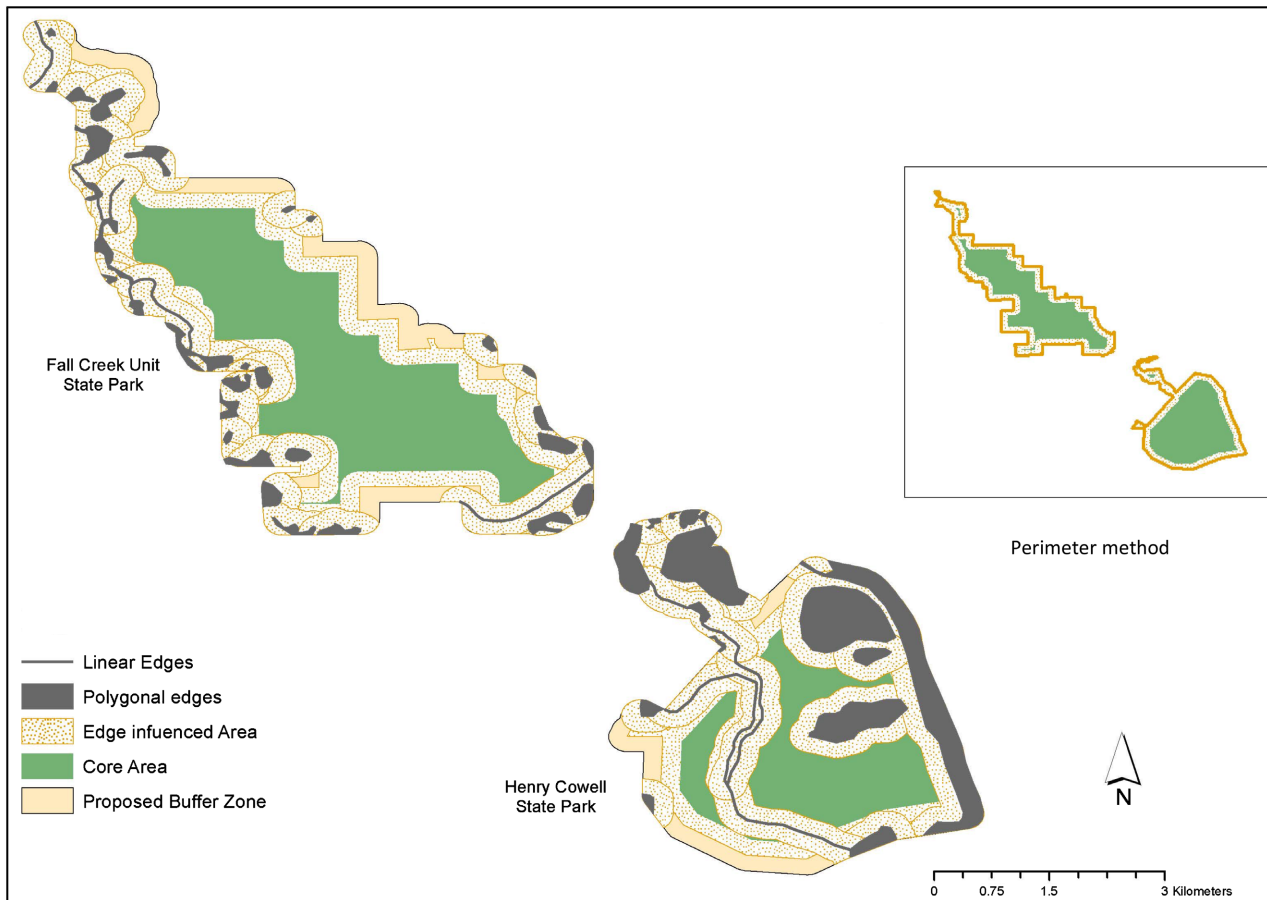 Fall Creek Unit
State Park
Perimeter method
Linear Edges
Polygonal edges
Edge infuenced Area
Core Area
Proposed Buffer Zone
Henry Cowell
State Park
N
0 0.75 1.5 3 Kilometers